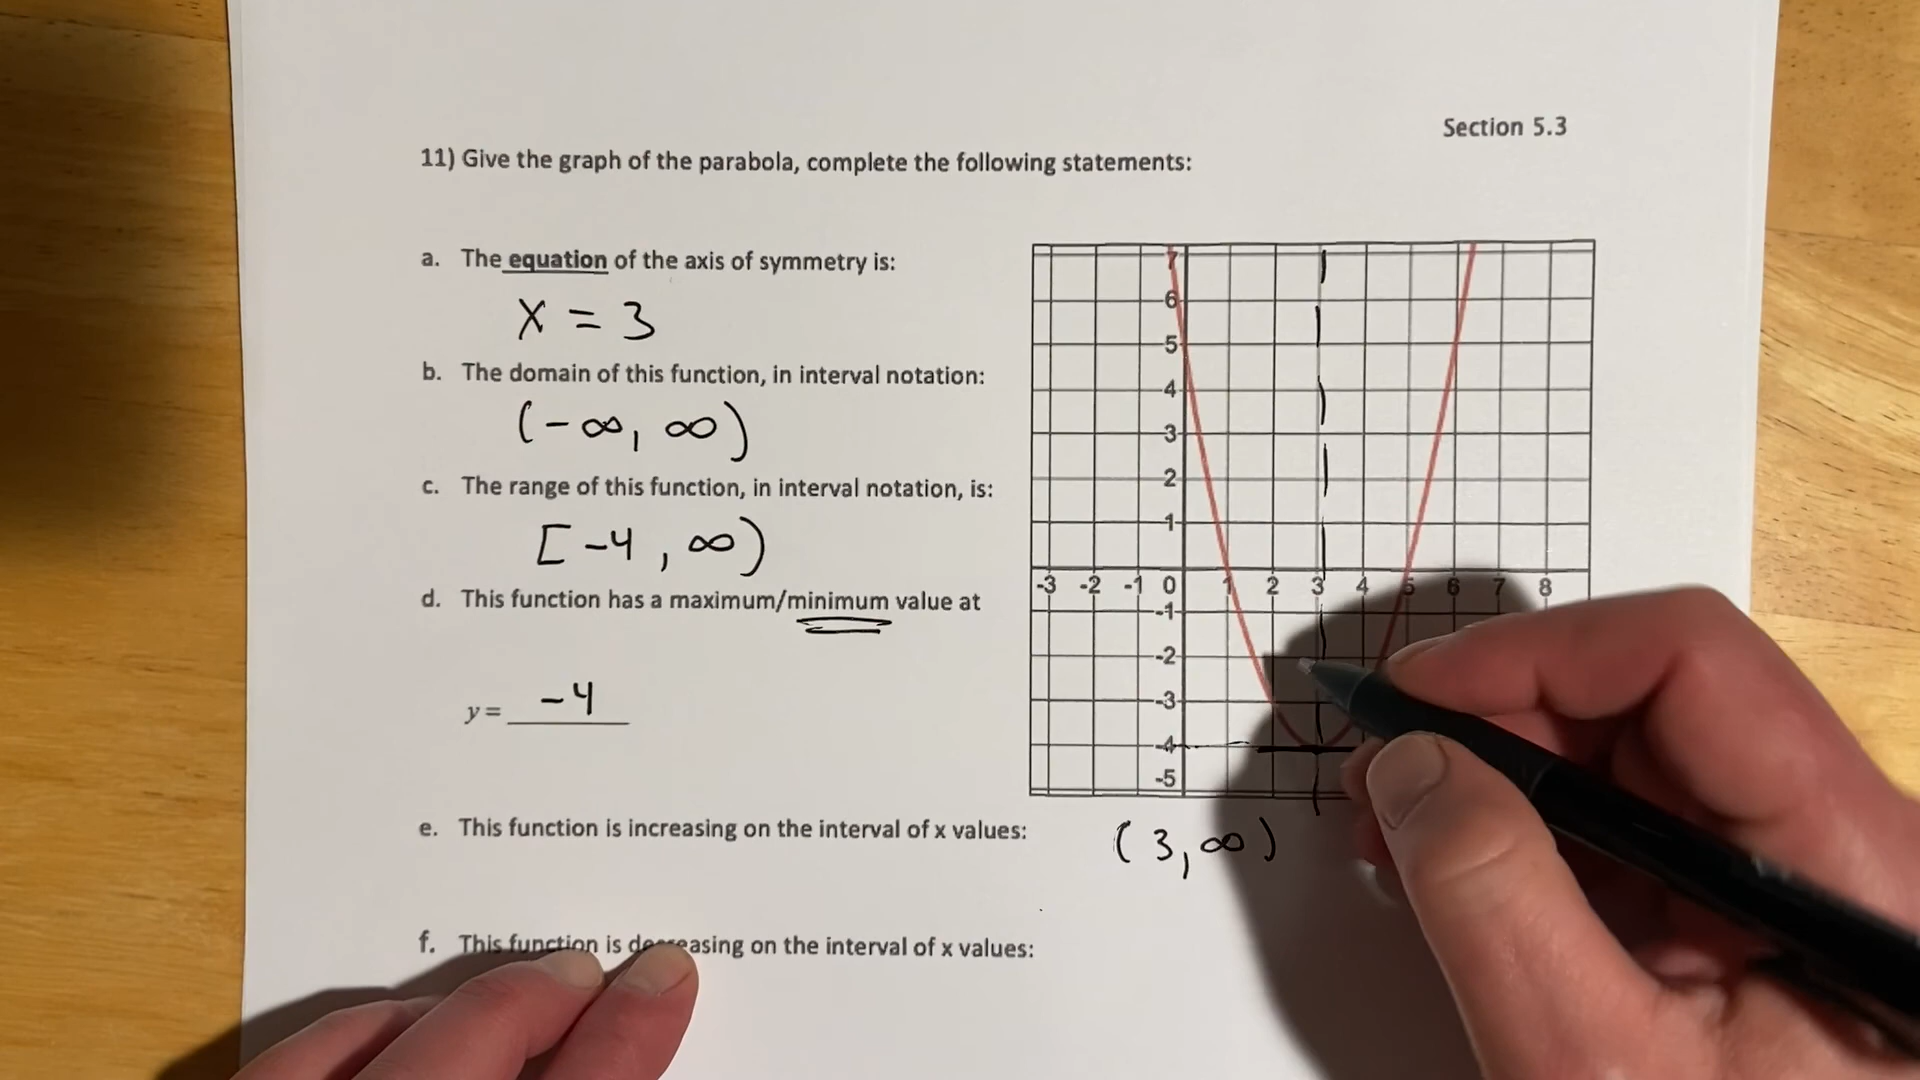 Section 5.3
11) Give the graph of the parabola, complete the following statements:
a. The equation of the axis of symmetry is:
x = 3
b. The domain of this function, in interval notation:
(-∞, ∞)
c. The range of this function, in interval notation, is:
[-4, ∞)
d. This function has a maximum/minimum value at
y = -4
7
6
5
4
3
2
1
-3 -2 -1 0 1 2 3 4 5 6 7 8
-1
-2
-3
-4
-5
e. This function is increasing on the interval of x values: (3, ∞)
f. This function is decreasing on the interval of x values: